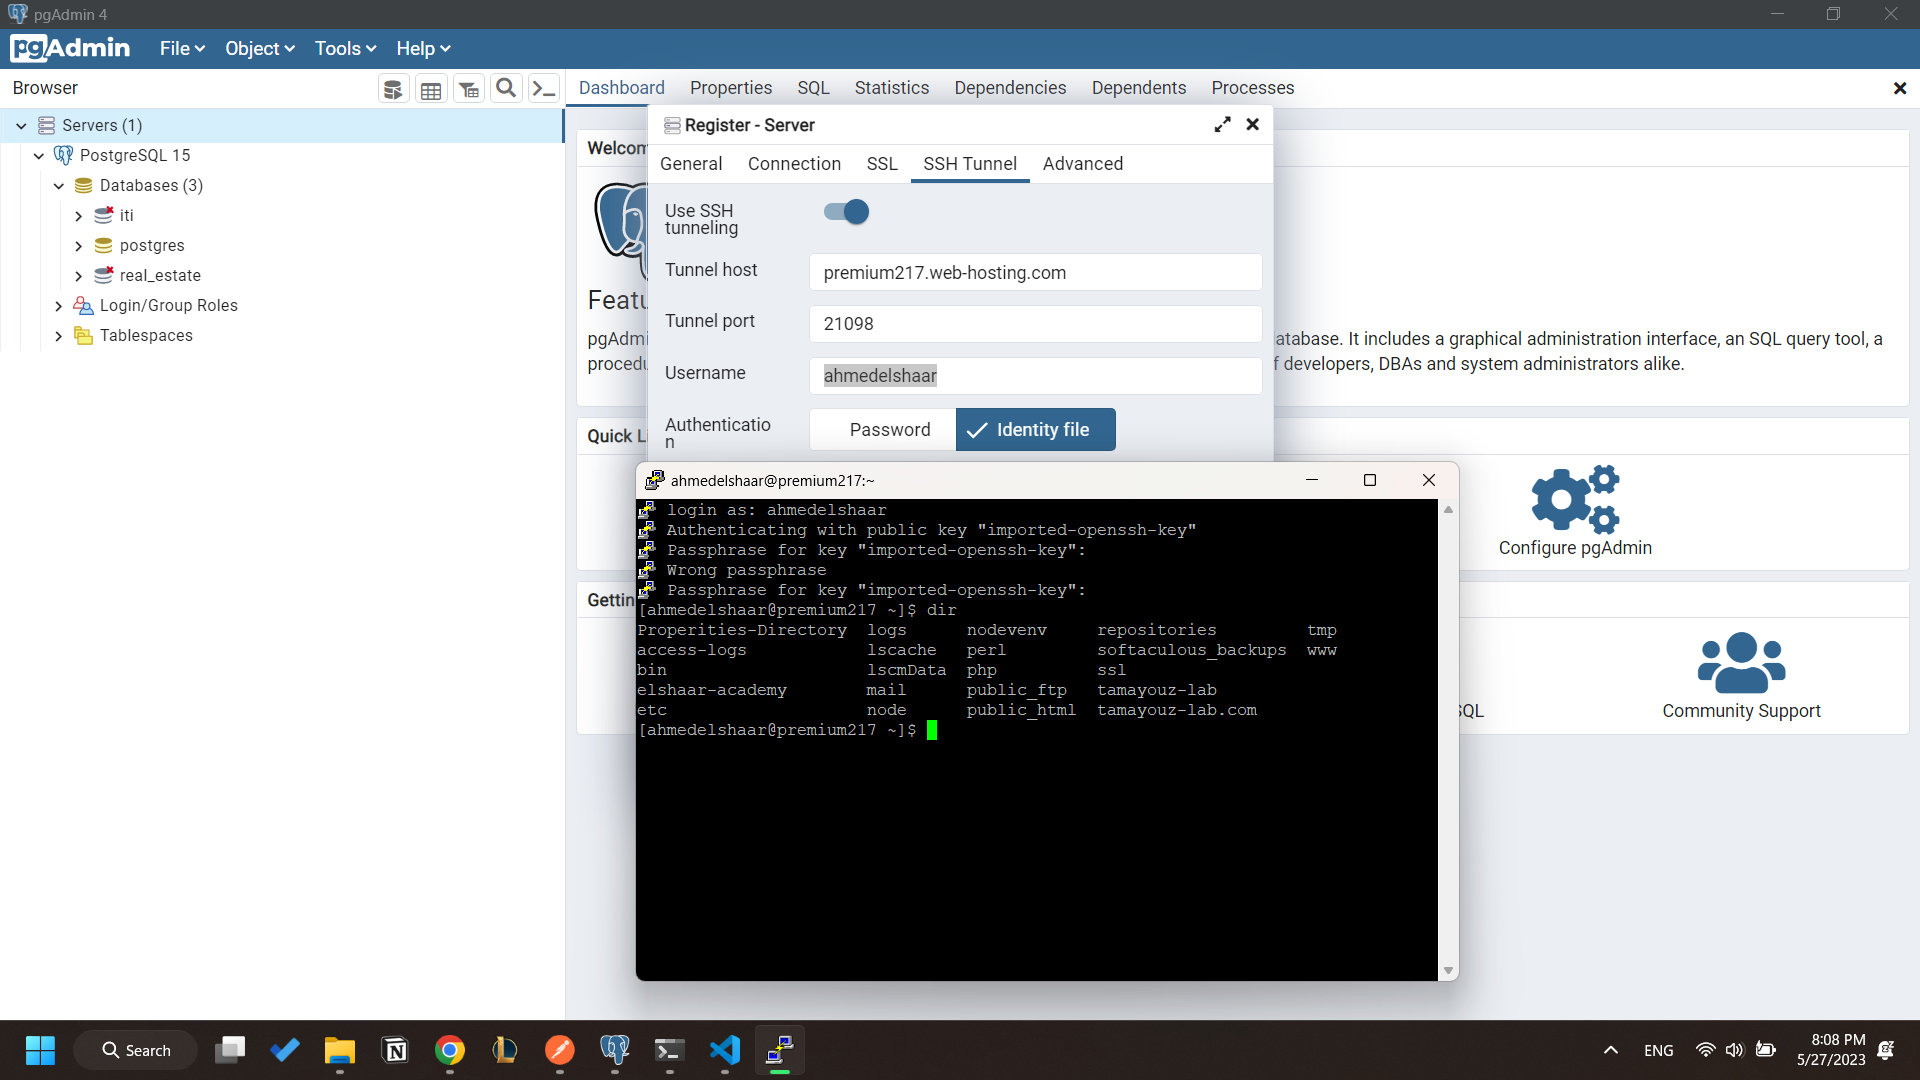 pgAdmin 4
pgAdmin File Object Tools Help
Browser
Dashboard Properties SQL Statistics Dependencies Dependents Processes
Servers (1)
PostgreSQL 15
Databases (3)
iti
postgres
real_estate
Login/Group Roles
Tablespaces
Welcom
Register - Server
General Connection SSL SSH Tunnel Advanced
Use SSH
tunneling
Tunnel host premium217.web-hosting.com
Tunnel port 21098
Username ahmedelshaar
Authenticatio
n
Password Identity file
Featu
pgAdmi
atabase. It includes a graphical administration interface, an SQL query tool, a
procedu
f developers, DBAs and system administrators alike.
Quick L
Configure pgAdmin
Gettin
SQL
Community Support
ahmedelshaar@premium217:~
login as: ahmedelshaar
Authenticating with public key "imported-openssh-key"
Passphrase for key "imported-openssh-key":
Wrong passphrase
Passphrase for key "imported-openssh-key":
[ahmedelshaar@premium217 ~]$ dir
Properities-Directory logs nodevenv repositories tmp
access-logs lscache perl softaculous_backups www
bin lscmData php ssl
elshaar-academy mail public_ftp tamayouz-lab
etc node public_html tamayouz-lab.com
[ahmedelshaar@premium217 ~]$
Search
ENG
8:08 PM
5/27/2023